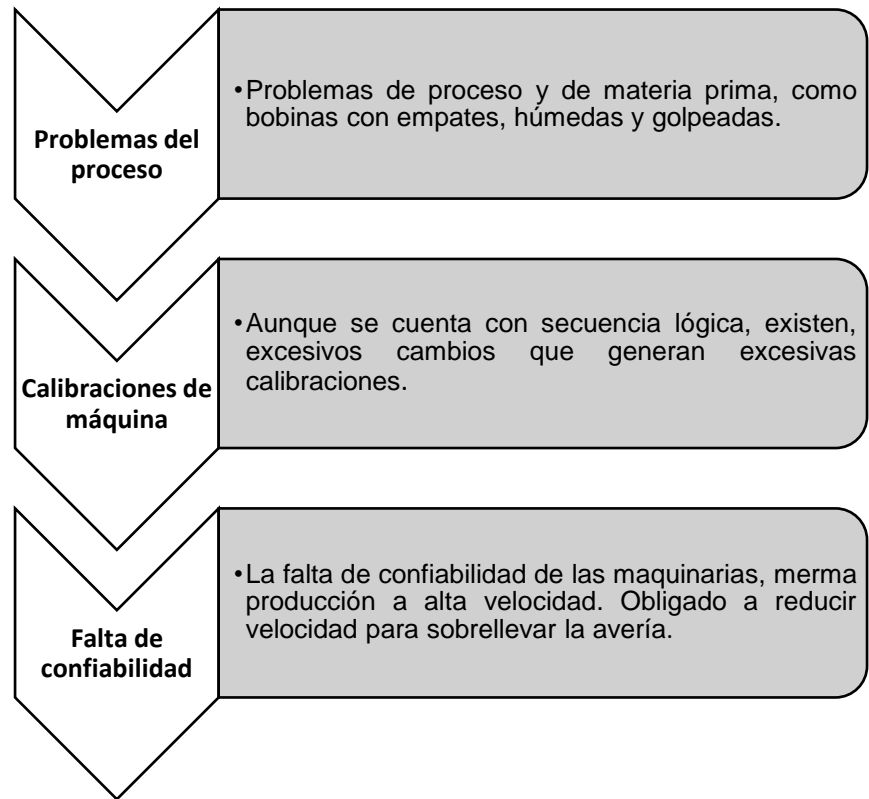 Problemas del
proceso
•Problemas de proceso y de materia prima, como
bobinas con empates, húmedas y golpeadas.
Calibraciones de
máquina
•Aunque se cuenta con secuencia lógica, existen,
excesivos cambios que generan excesivas
calibraciones.
Falta de
confiabilidad
•La falta de confiabilidad de las maquinarias, merma
producción a alta velocidad. Obligado a reducir
velocidad para sobrellevar la avería.